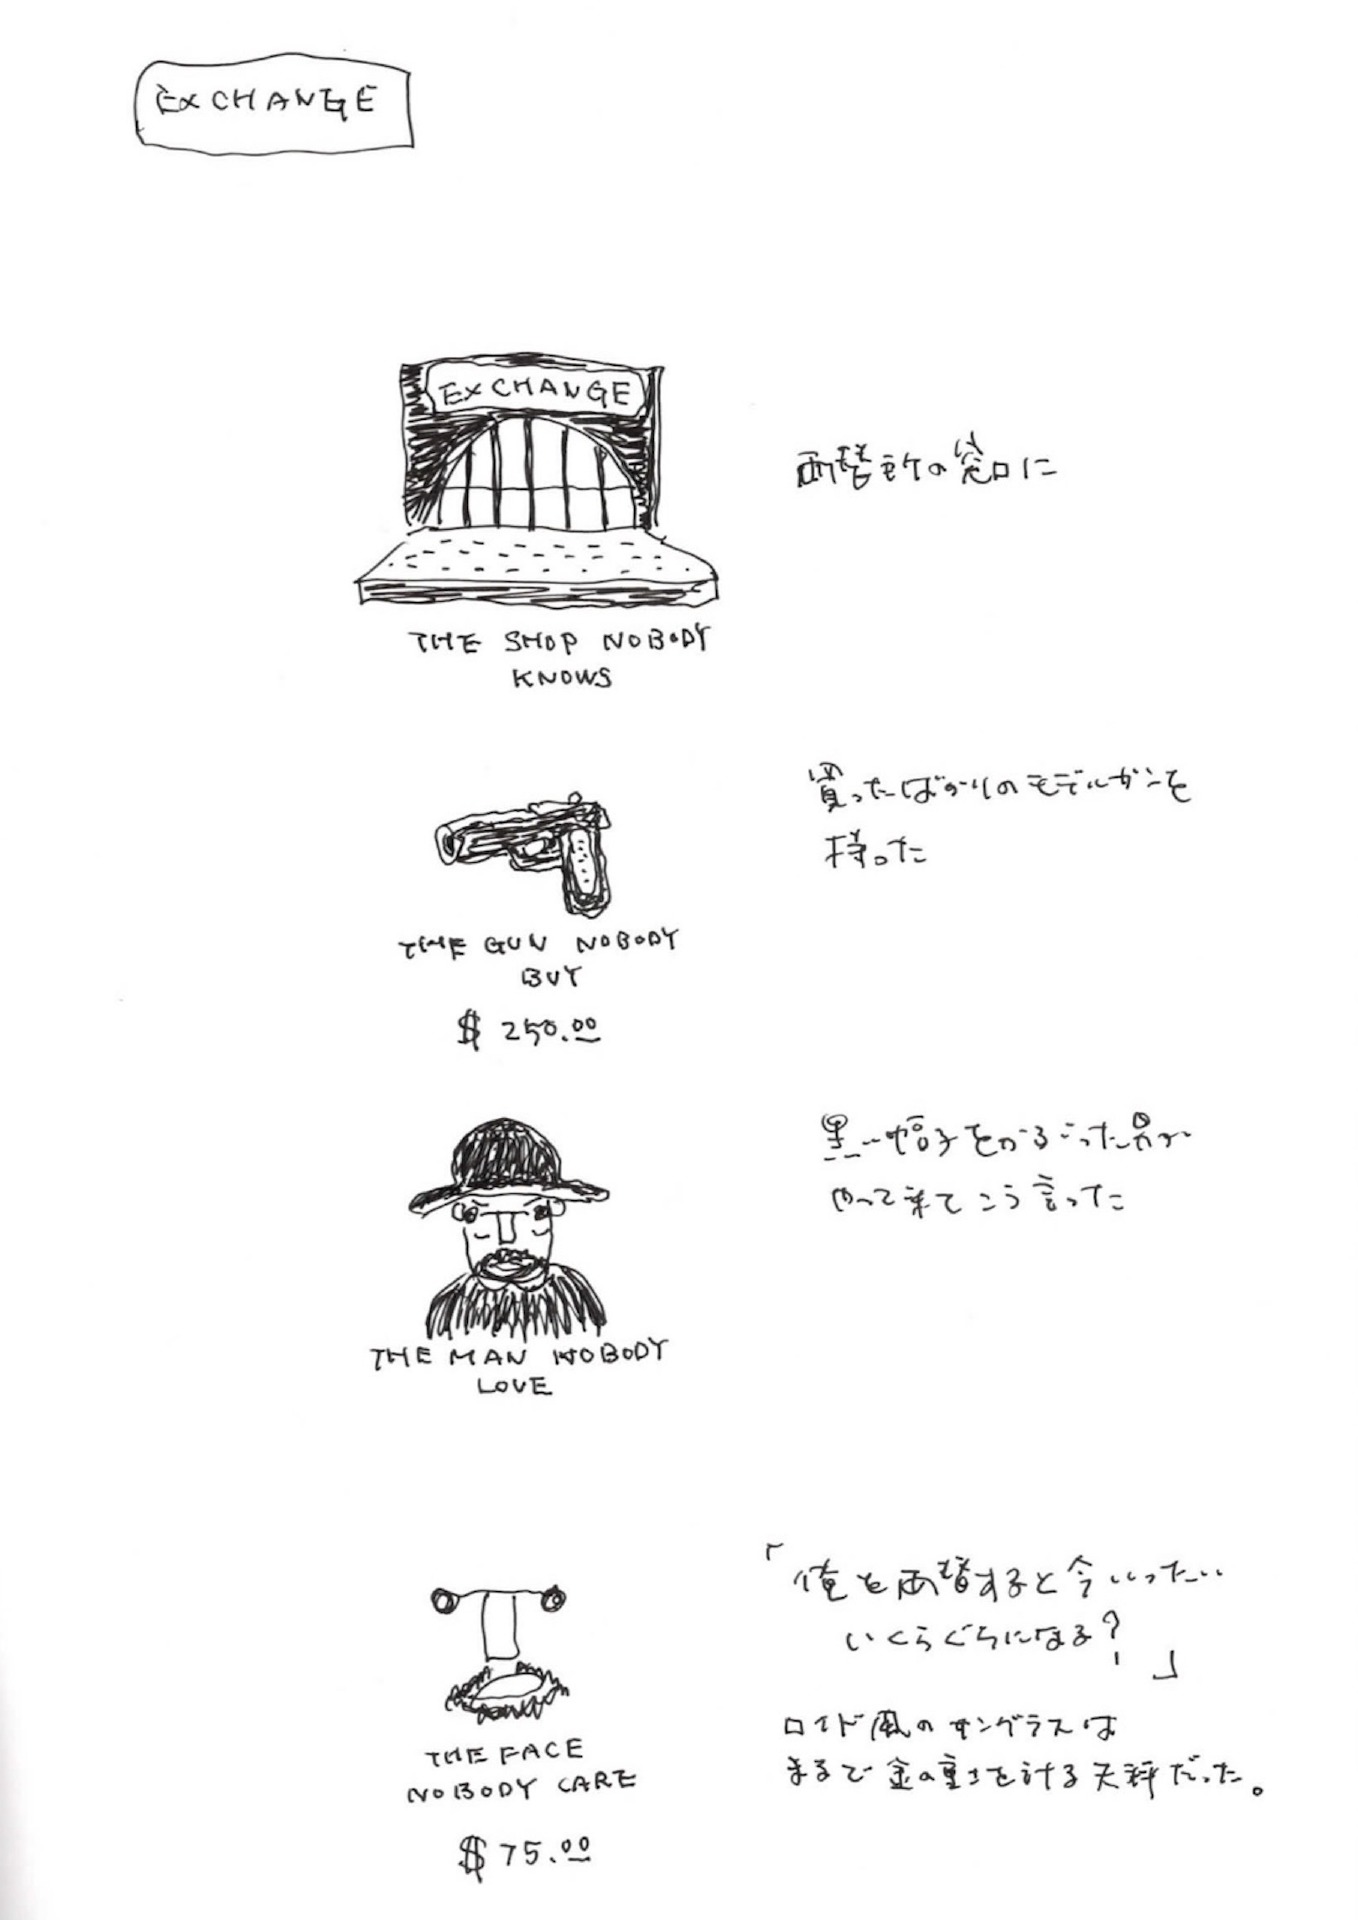 EXCHANGE
EXCHANGE
両替所の窓口に
THE SHOP NOBODY
KNOWS
買ったばかりのモデルガンを
持った
THE GUN NOBODY
BUY
$ 250.00
黒い帽子をかぶった男が
やって来てこう言った
THE MAN NOBODY
LOVE
「俺を両替すると今いったい
いくらぐらいになる?」
ロイド風のサングラスは
まるで金の重さを計る天秤だった。
THE FACE
NOBODY CARE
$ 75.00